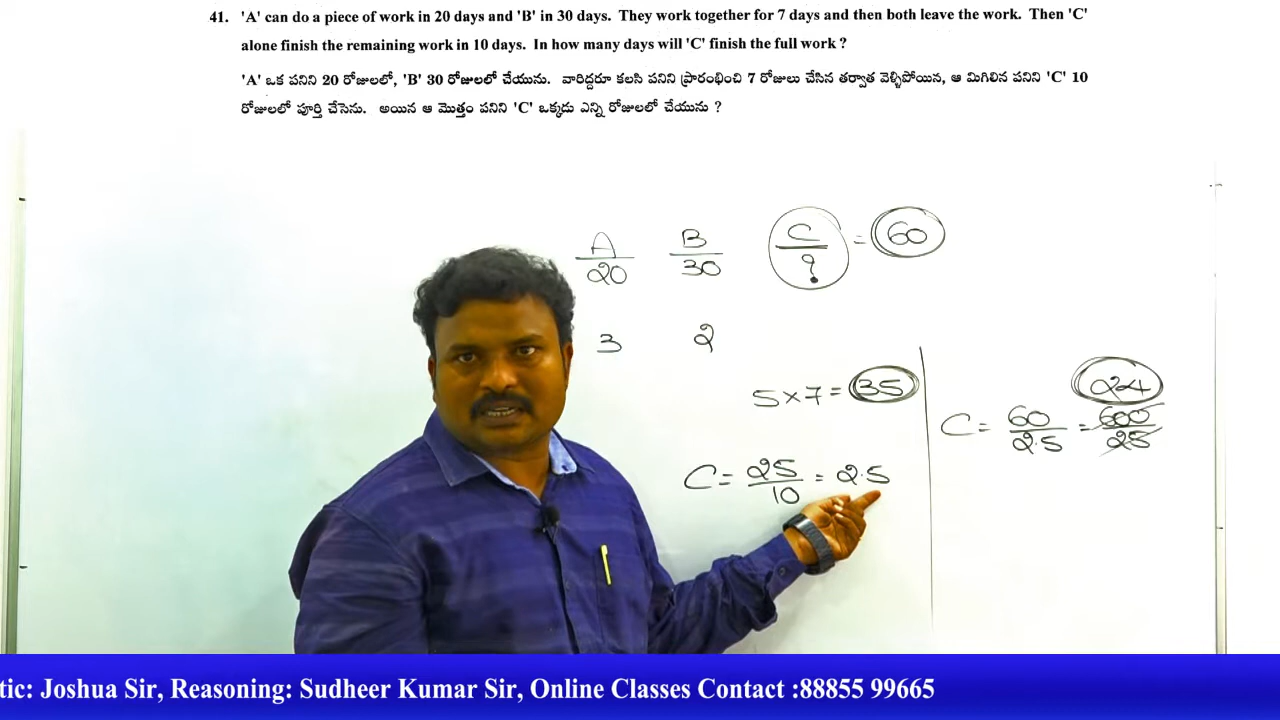 41. 'A' can do a piece of work in 20 days and 'B' in 30 days. They work together for 7 days and then both leave the work. Then 'C'
alone finish the remaining work in 10 days. In how many days will 'C' finish the full work ?
'A' ఒక పనిని 20 రోజులలో, 'B' 30 రోజులలో చేయును. వారిద్దరూ కలసి పనిని ప్రారంభించి 7 రోజులు చేసిన తర్వాత వెళ్ళిపోయిన, ఆ మిగిలిన పనిని 'C' 10
రోజులలో పూర్తి చేసెను. అయిన ఆ మొత్తం పనిని 'C' ఒక్కడు ఎన్ని రోజులలో చేయును ?
A/20 B/30 C/? = 60
3 2
5 × 7 = 35
C = 25/10 = 2.5
24
C = 60/2.5 = 600/25
tic: Joshua Sir, Reasoning: Sudheer Kumar Sir, Online Classes Contact :88855 99665